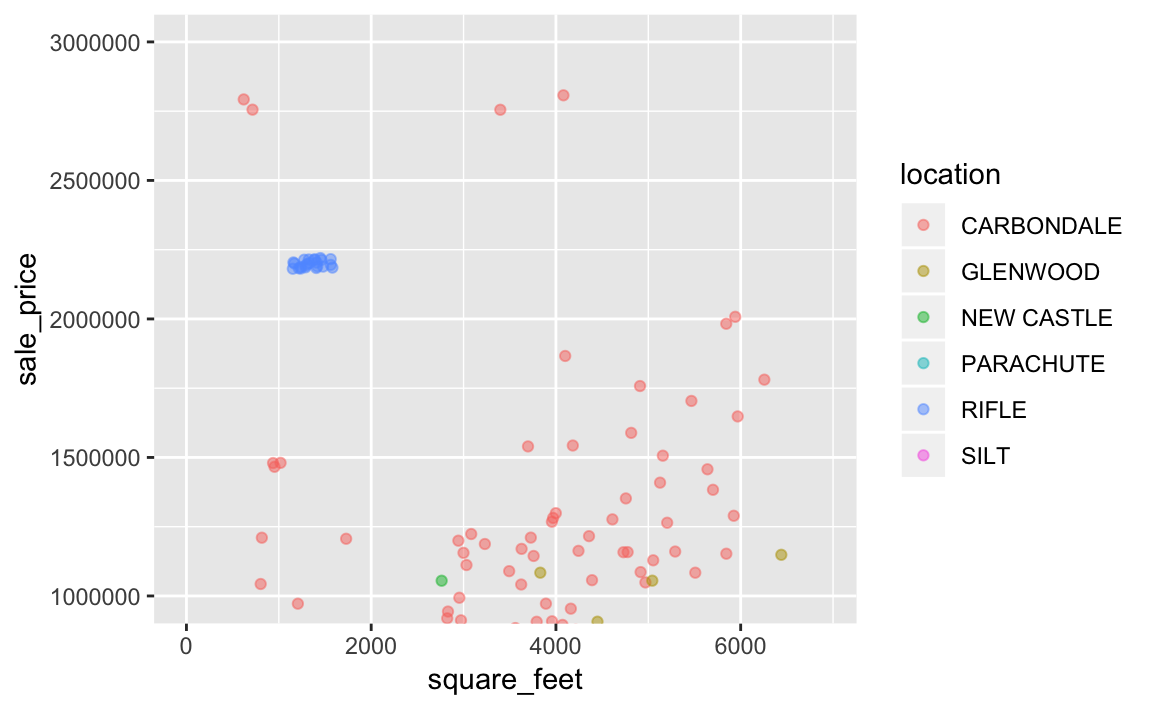 3000000
2500000
2000000
1500000
1000000
sale_price
0 2000 4000 6000
square_feet
location
CARBONDALE
GLENWOOD
NEW CASTLE
PARACHUTE
RIFLE
SILT